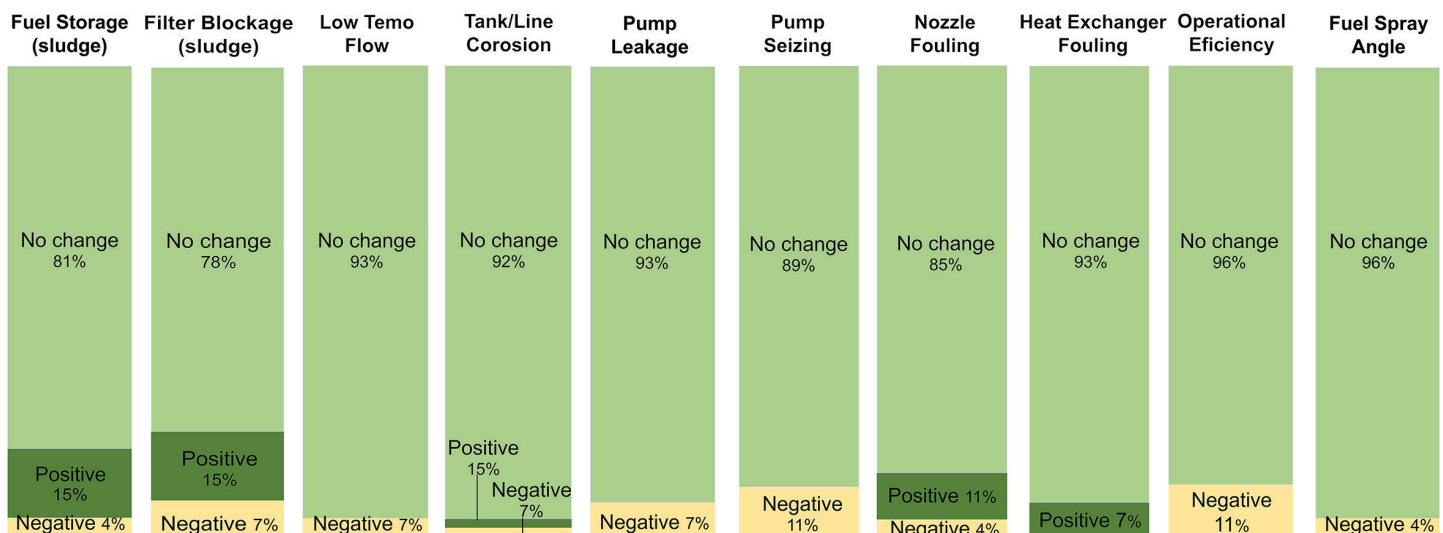 Fuel Storage
(sludge)
Filter Blockage
(sludge)
Low Temo
Flow
Tank/Line
Corosion
Pump
Leakage
Pump
Seizing
Nozzle
Fouling
Heat Exchanger
Fouling
Operational
Eficiency
Fuel Spray
Angle
No change
81%
No change
78%
No change
93%
No change
92%
No change
93%
No change
89%
No change
85%
No change
93%
No change
96%
No change
96%
Positive
15%
Negative 4%
Positive
15%
Negative 7%
Negative 7%
Positive
15%
Negative
7%
Negative 7%
Negative
11%
Positive 11%
Negative 4%
Positive 7%
Negative
11%
Negative 4%